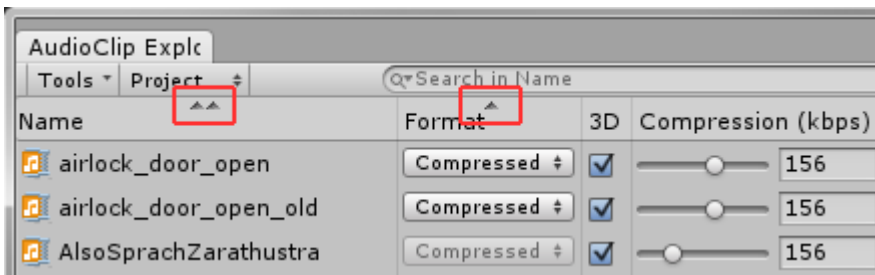 AudioClip Explc
Tools Project Search in Name
Name Format 3D Compression (kbps)
airlock_door_open Compressed 156
airlock_door_open_old Compressed 156
AlsoSprachZarathustra Compressed 156